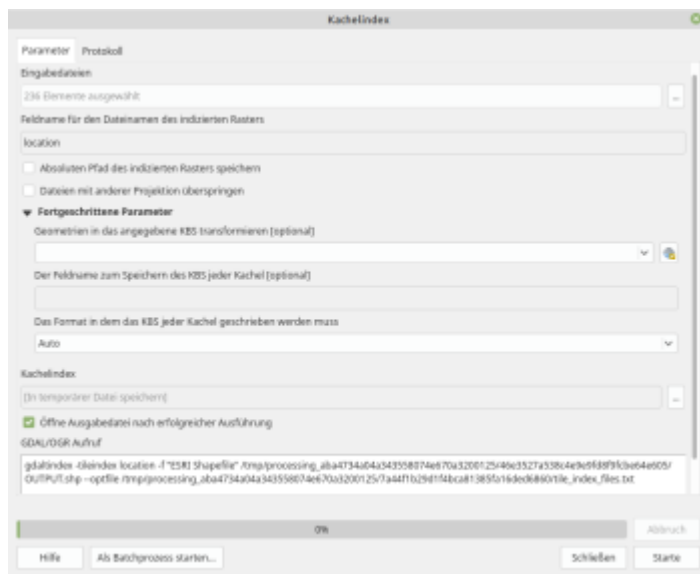 Kachelindex
Parameter Protokoll
Eingabedateien
236 Elemente ausgewählt
Feldname für den Dateinamen des indizierten Rasters
location
Absoluten Pfad des indizierten Rasters speichern
Dateien mit anderer Projektion überspringen
Fortgeschrittene Parameter
Geometrien in das angegebene KBS transformieren [optional]
Der Feldname zum Speichern des KBS jeder Kachel [optional]
Das Format in dem das KBS jeder Kachel geschrieben werden muss
Auto
Kachelindex
[In temporärer Datei speichern]
Öffne Ausgabedatei nach erfolgreicher Ausführung
GDAL/OGR Aufruf
gdaltindex -tileindex location -f "ESRI Shapefile"
OUTPUT.shp --optfile
0%
Abbruch
Hilfe Als Batchprozess starten... Schließen Starte